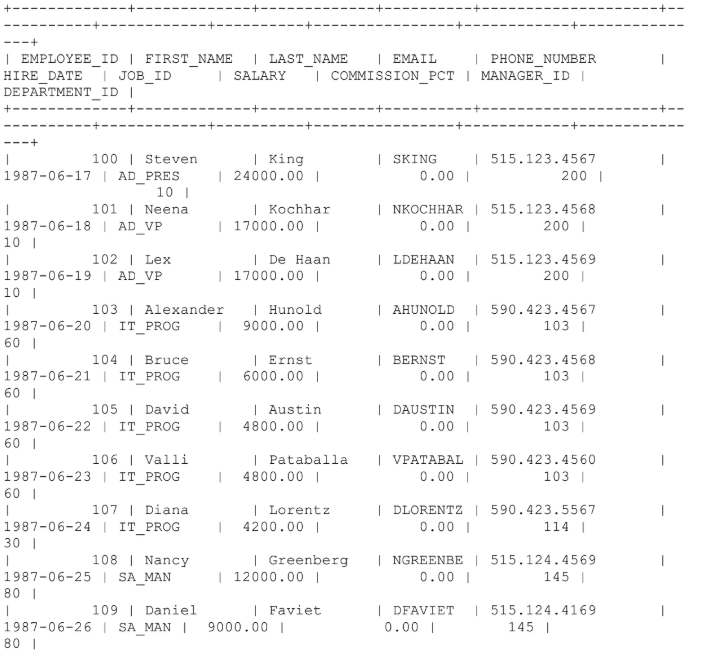 +-------------+-------------+-------------+----------+--------------------+--
----------+------------+----------+----------------+------------+------------
---+
| EMPLOYEE_ID | FIRST_NAME  | LAST_NAME   | EMAIL    | PHONE_NUMBER       |
HIRE_DATE  | JOB_ID     | SALARY   | COMMISSION_PCT | MANAGER_ID |
DEPARTMENT_ID |
+-------------+-------------+-------------+----------+--------------------+--
----------+------------+----------+----------------+------------+------------
---+
|         100 | Steven      | King        | SKING    | 515.123.4567       |
1987-06-17 | AD_PRES    | 24000.00 |           0.00 |          200 |
10 |
|         101 | Neena       | Kochhar     | NKOCHHAR | 515.123.4568       |
1987-06-18 | AD_VP      | 17000.00 |           0.00 |        200 |
10 |
|         102 | Lex         | De Haan     | LDEHAAN  | 515.123.4569       |
1987-06-19 | AD_VP      | 17000.00 |           0.00 |        200 |
10 |
|         103 | Alexander   | Hunold      | AHUNOLD  | 590.423.4567       |
1987-06-20 | IT_PROG    |  9000.00 |           0.00 |        103 |
60 |
|         104 | Bruce       | Ernst       | BERNST   | 590.423.4568       |
1987-06-21 | IT_PROG    |  6000.00 |           0.00 |        103 |
60 |
|         105 | David       | Austin      | DAUSTIN  | 590.423.4569       |
1987-06-22 | IT_PROG    |  4800.00 |           0.00 |        103 |
60 |
|         106 | Valli       | Pataballa   | VPATABAL | 590.423.4560       |
1987-06-23 | IT_PROG    |  4800.00 |           0.00 |        103 |
60 |
|         107 | Diana       | Lorentz     | DLORENTZ | 590.423.5567       |
1987-06-24 | IT_PROG    |  4200.00 |           0.00 |        114 |
30 |
|         108 | Nancy       | Greenberg   | NGREENBE | 515.124.4569       |
1987-06-25 | SA_MAN     | 12000.00 |           0.00 |        145 |
80 |
|         109 | Daniel      | Faviet      | DFAVIET  | 515.124.4169       |
1987-06-26 | SA_MAN |  9000.00 |           0.00 |        145 |
80 |